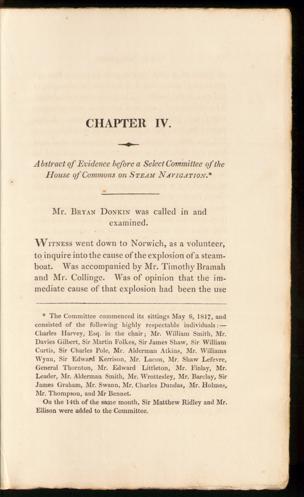 CHAPTER IV.
Abstract of Evidence before a Select Committee of the
House of Commons on STEAM NAVIGATION.*
Mr. BRYAN DONKIN was called in and
examined.
WITNESS went down to Norwich, as a volunteer,
to inquire into the cause of the explosion of a steam-
boat. Was accompanied by Mr. Timothy Bramah
and Mr. Collinge. Was of opinion that the im-
mediate cause of that explosion had been the use
* The Committee commenced its sittings May 8, 1817, and
consisted of the following highly respectable individuals:—
Charles Harvey, Esq. in the chair; Mr. William Smith, Mr.
Davies Gilbert, Sir Martin Folkes, Sir James Shaw, Sir William
Curtis, Sir Charles Pole, Mr. Alderman Atkins, Mr. Williams
Wynn, Sir Edward Kerrison, Mr. Lacon, Mr. Shaw Lefevre,
General Thornton, Mr. Edward Littleton, Mr. Finlay, Mr.
Leader, Mr. Alderman Smith, Mr. Wrottesley, Mr. Barclay, Sir
James Graham, Mr. Swann, Mr. Charles Dundas, Mr. Holmes,
Mr. Thompson, and Mr Bennet.
On the 14th of the same month, Sir Matthew Ridley and Mr.
Ellison were added to the Committee.